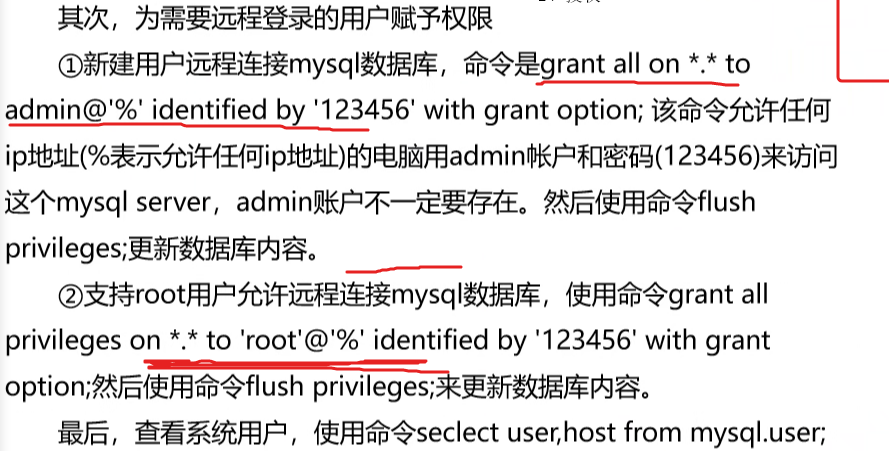 其次，为需要远程登录的用户赋予权限
①新建用户远程连接mysql数据库，命令是grant all on *.* to
admin@'%' identified by '123456' with grant option; 该命令允许任何
ip地址(%表示允许任何ip地址)的电脑用admin帐户和密码(123456)来访问
这个mysql server，admin账户不一定要存在。然后使用命令flush
privileges;更新数据库内容。
②支持root用户允许远程连接mysql数据库，使用命令grant all
privileges on *.* to 'root'@'%' identified by '123456' with grant
option;然后使用命令flush privileges;来更新数据库内容。
最后，查看系统用户，使用命令seclect user,host from mysql.user;